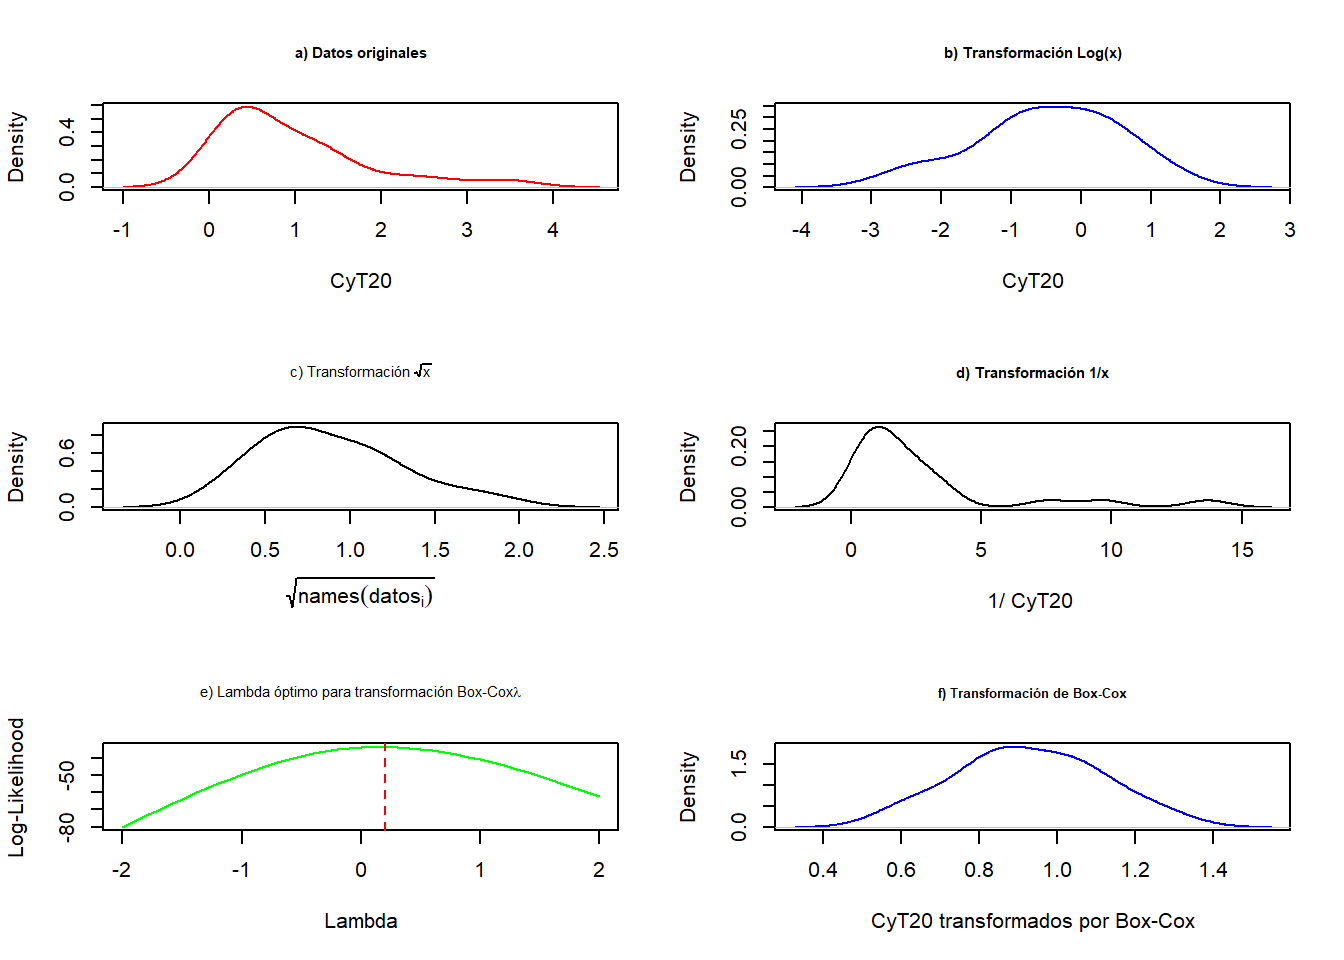 a) Datos originales
Density
0.0 0.4
-1 0 1 2 3 4
CyT20
b) Transformación Log(x)
Density
0.00 0.25
-4 -3 -2 -1 0 1 2 3
CyT20
c) Transformación √x
Density
0.0 0.6
0.0 0.5 1.0 1.5 2.0 2.5
√names(datosᵢ)
d) Transformación 1/x
Density
0.00 0.20
0 5 10 15
1/ CyT20
e) Lambda óptimo para transformación Box-Coxλ
Log-Likelihood
-80 -50
-2 -1 0 1 2
Lambda
f) Transformación de Box-Cox
Density
0.0 1.5
0.4 0.6 0.8 1.0 1.2 1.4
CyT20 transformados por Box-Cox